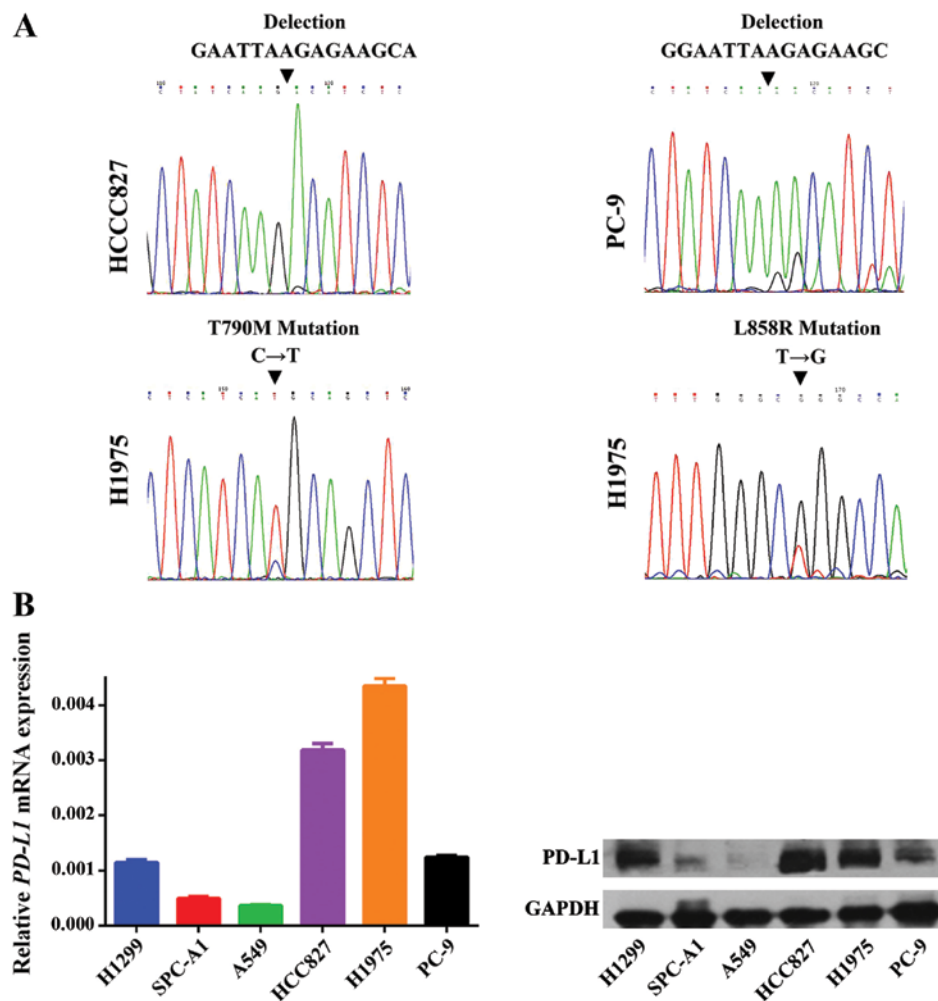 A
Delection
GAATTAAGAGAAGCA
HCCC827
Delection
GGAATTAAGAGAAGC
PC-9
T790M Mutation
C→T
H1975
L858R Mutation
T→G
170
H1975
B
Relative PD-L1 mRNA expression
0.004
0.003
0.002
0.001
0.000
H1299
SPC-A1
A549
HCC827
H1975
PC-9
PD-L1
GAPDH
H1299
SPC-A1
A549
HCC827
H1975
PC-9